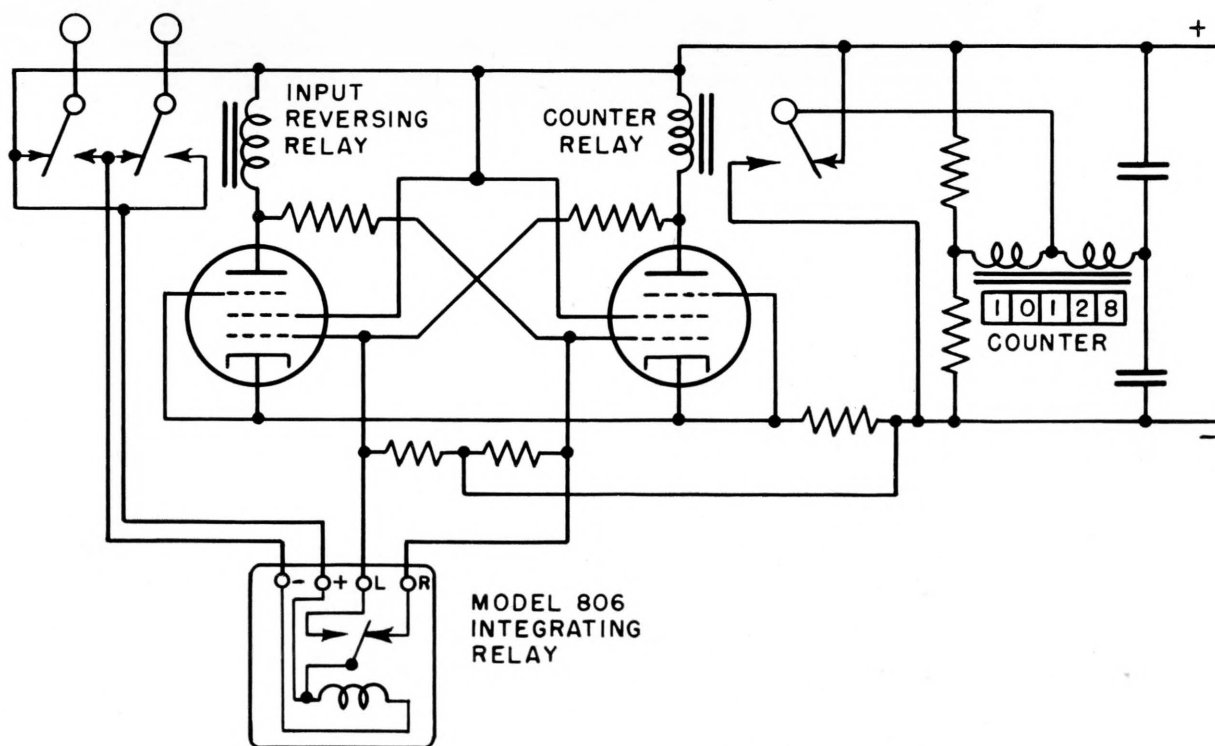 +
INPUT
REVERSING
RELAY
COUNTER
RELAY
10128
COUNTER
-
- + L R
MODEL 806
INTEGRATING
RELAY